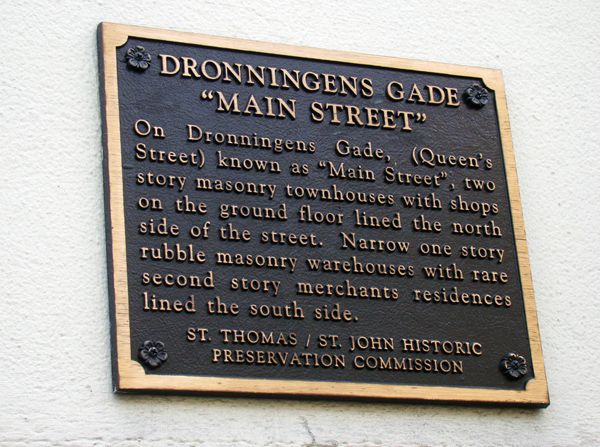 DRONNINGENS GADE
“MAIN STREET”
On Dronningens Gade, (Queen's
Street) known as “Main Street”, two
story masonry townhouses with shops
on the ground floor lined the north
side of the street. Narrow one story
rubble masonry warehouses with rare
second story merchants residences
lined the south side.
ST. THOMAS / ST. JOHN HISTORIC
PRESERVATION COMMISSION